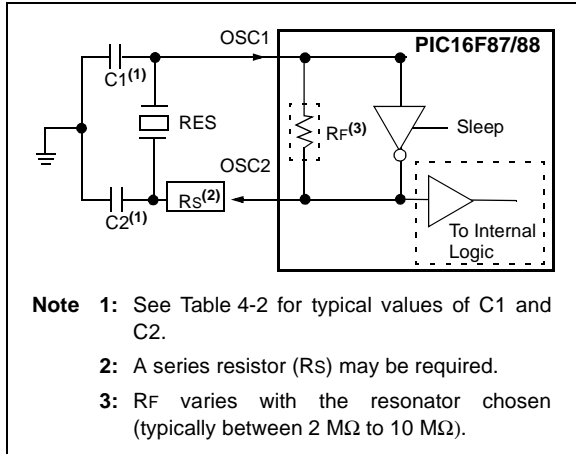 OSC1
PIC16F87/88
C1(1)
RES
RF(3)
Sleep
OSC2
C2(1)
RS(2)
To Internal
Logic
Note 1: See Table 4-2 for typical values of C1 and
C2.
2: A series resistor (RS) may be required.
3: RF varies with the resonator chosen
(typically between 2 MΩ to 10 MΩ).